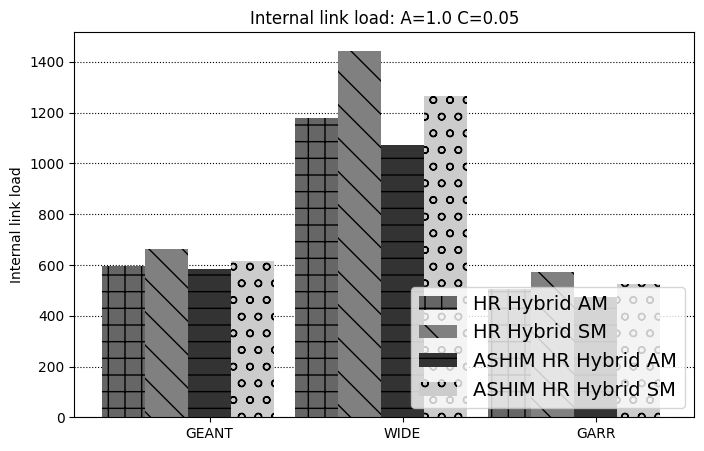 Internal link load: A=1.0 C=0.05
Internal link load
1400
1200
1000
800
600
400
200
0
HR Hybrid AM
HR Hybrid SM
ASHIM HR Hybrid AM
ASHIM HR Hybrid SM
GEANT
WIDE
GARR